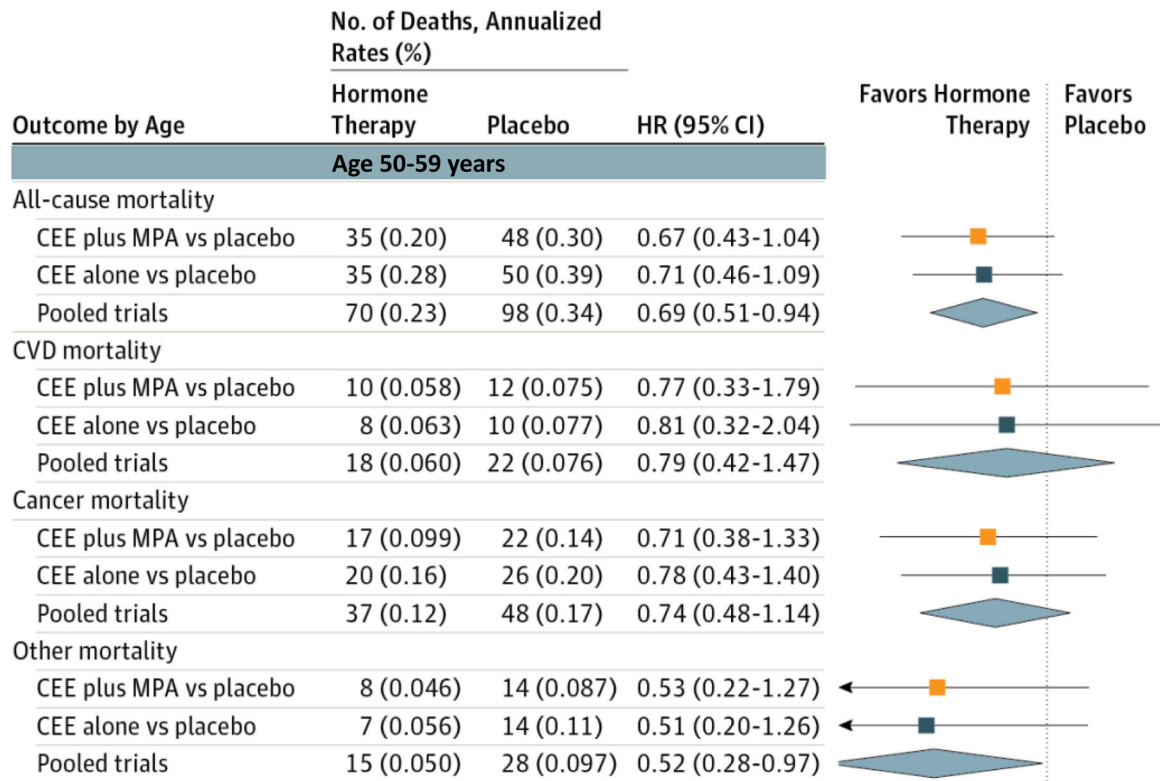 No. of Deaths, Annualized
Rates (%)
Hormone
Therapy
Placebo
Outcome by Age
HR (95% CI)
Favors Hormone
Therapy
Favors
Placebo
Age 50-59 years
All-cause mortality
CEE plus MPA vs placebo 35 (0.20) 48 (0.30) 0.67 (0.43-1.04)
CEE alone vs placebo 35 (0.28) 50 (0.39) 0.71 (0.46-1.09)
Pooled trials 70 (0.23) 98 (0.34) 0.69 (0.51-0.94)
CVD mortality
CEE plus MPA vs placebo 10 (0.058) 12 (0.075) 0.77 (0.33-1.79)
CEE alone vs placebo 8 (0.063) 10 (0.077) 0.81 (0.32-2.04)
Pooled trials 18 (0.060) 22 (0.076) 0.79 (0.42-1.47)
Cancer mortality
CEE plus MPA vs placebo 17 (0.099) 22 (0.14) 0.71 (0.38-1.33)
CEE alone vs placebo 20 (0.16) 26 (0.20) 0.78 (0.43-1.40)
Pooled trials 37 (0.12) 48 (0.17) 0.74 (0.48-1.14)
Other mortality
CEE plus MPA vs placebo 8 (0.046) 14 (0.087) 0.53 (0.22-1.27)
CEE alone vs placebo 7 (0.056) 14 (0.11) 0.51 (0.20-1.26)
Pooled trials 15 (0.050) 28 (0.097) 0.52 (0.28-0.97)